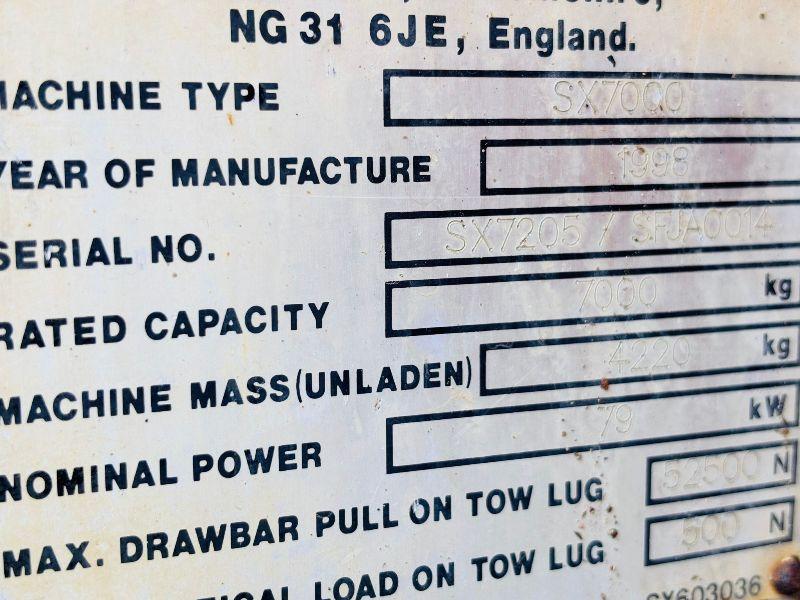 NG 31 6JE, England.
MACHINE TYPE SX7000
YEAR OF MANUFACTURE 1998
SERIAL NO. SX7205 / SFJA0014
RATED CAPACITY 7000 kg
MACHINE MASS (UNLADEN) 4220 kg
NOMINAL POWER 79 kW
MAX. DRAWBAR PULL ON TOW LUG 52500 N
ICAL LOAD ON TOW LUG 500 N
SX603036